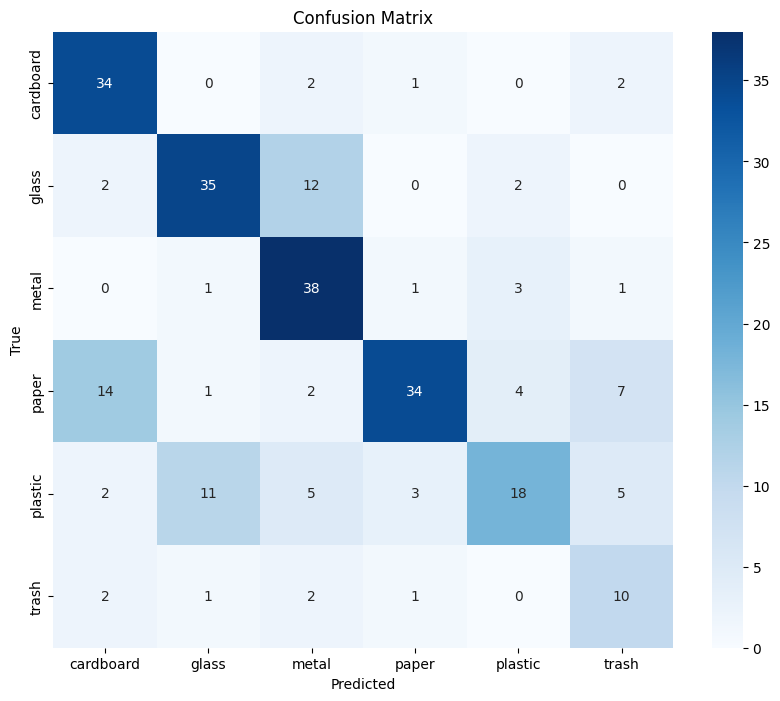 Confusion Matrix
cardboard 34 0 2 1 0 2
glass 2 35 12 0 2 0
metal 0 1 38 1 3 1
paper 14 1 2 34 4 7
plastic 2 11 5 3 18 5
trash 2 1 2 1 0 10
cardboard glass metal paper plastic trash
Predicted
True
35
30
25
20
15
10
5
0